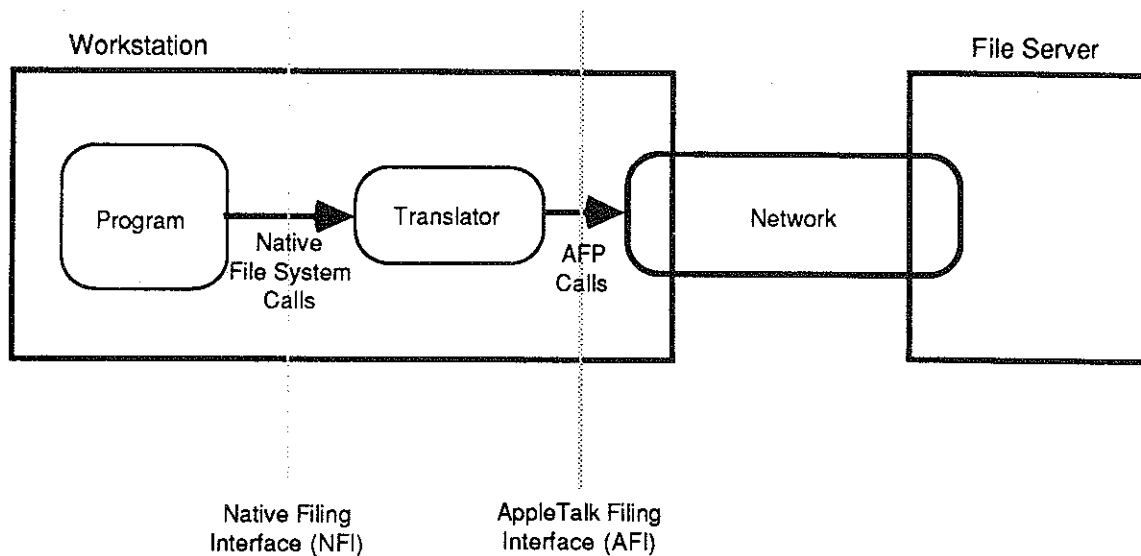 Workstation
File Server
Program
Translator
Network
Native
File System
Calls
AFP
Calls
Native Filing
Interface (NFI)
AppleTalk Filing
Interface (AFI)